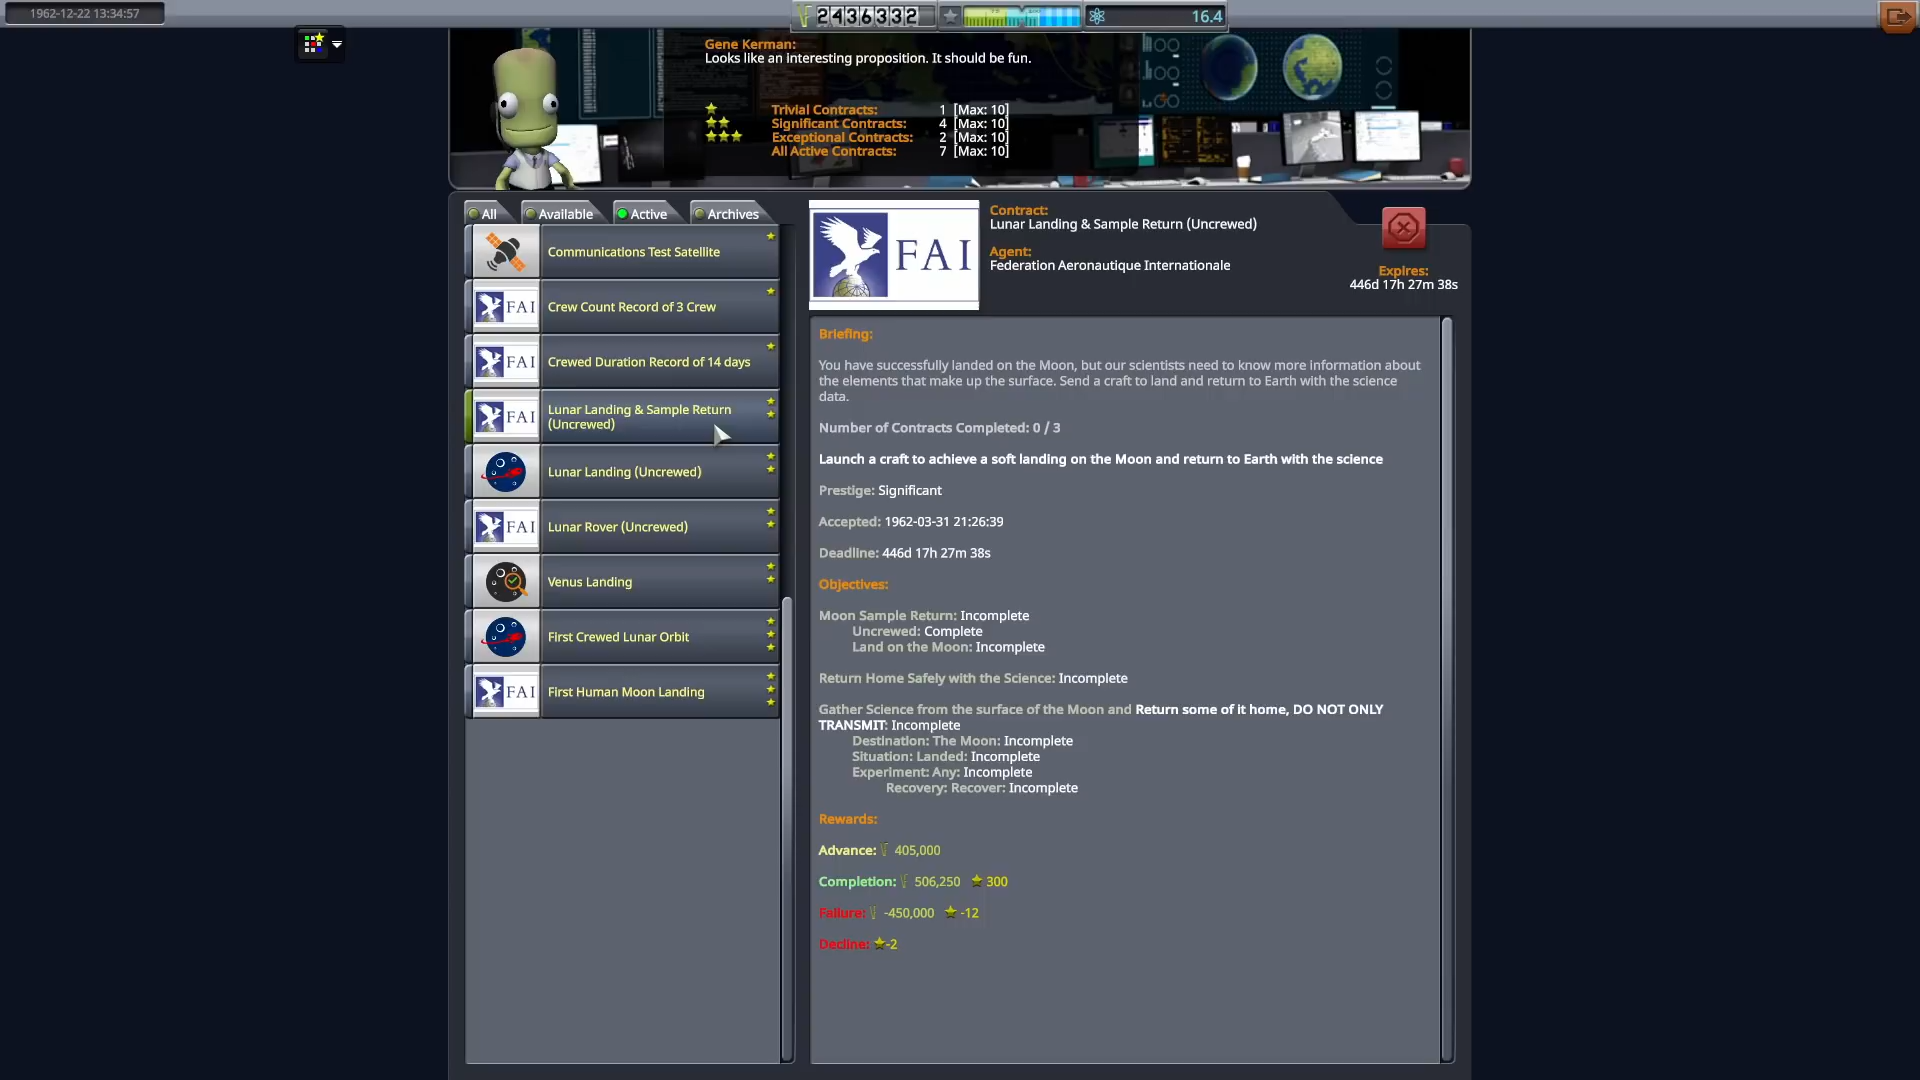 1962-12-22 13:34:57
2436332
16.4
Gene Kerman:
Looks like an interesting proposition. It should be fun.
Trivial Contracts: 1 [Max: 10]
Significant Contracts: 4 [Max: 10]
Exceptional Contracts: 2 [Max: 10]
All Active Contracts: 7 [Max: 10]
All
Available
Active
Archives
Communications Test Satellite
FAI
Crew Count Record of 3 Crew
FAI
Crewed Duration Record of 14 days
FAI
Lunar Landing & Sample Return
(Uncrewed)
Lunar Landing (Uncrewed)
FAI
Lunar Rover (Uncrewed)
Venus Landing
First Crewed Lunar Orbit
FAI
First Human Moon Landing
FAI
Contract:
Lunar Landing & Sample Return (Uncrewed)
Agent:
Federation Aeronautique Internationale
Expires:
446d 17h 27m 38s
Briefing:
You have successfully landed on the Moon, but our scientists need to know more information about
the elements that make up the surface. Send a craft to land and return to Earth with the science
data.
Number of Contracts Completed: 0 / 3
Launch a craft to achieve a soft landing on the Moon and return to Earth with the science
Prestige: Significant
Accepted: 1962-03-31 21:26:39
Deadline: 446d 17h 27m 38s
Objectives:
Moon Sample Return: Incomplete
Uncrewed: Complete
Land on the Moon: Incomplete
Return Home Safely with the Science: Incomplete
Gather Science from the surface of the Moon and Return some of it home, DO NOT ONLY
TRANSMIT: Incomplete
Destination: The Moon: Incomplete
Situation: Landed: Incomplete
Experiment: Any: Incomplete
Recovery: Recover: Incomplete
Rewards:
Advance: 405,000
Completion: 506,250 300
Failure: -450,000 -12
Decline: -2